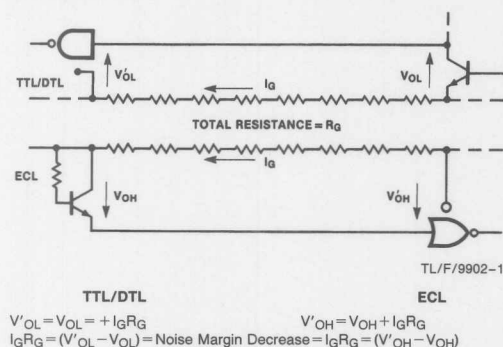 TTL/DTL
V'OL
IG
VOL
TOTAL RESISTANCE = RG
IG
ECL
VOH
V'OH
TL/F/9902-1
TTL/DTL ECL
V'OL = VOL = + IGRG V'OH = VOH + IGRG
IGRG = (V'OL − VOL) = Noise Margin Decrease = IGRG = (V'OH − VOH)